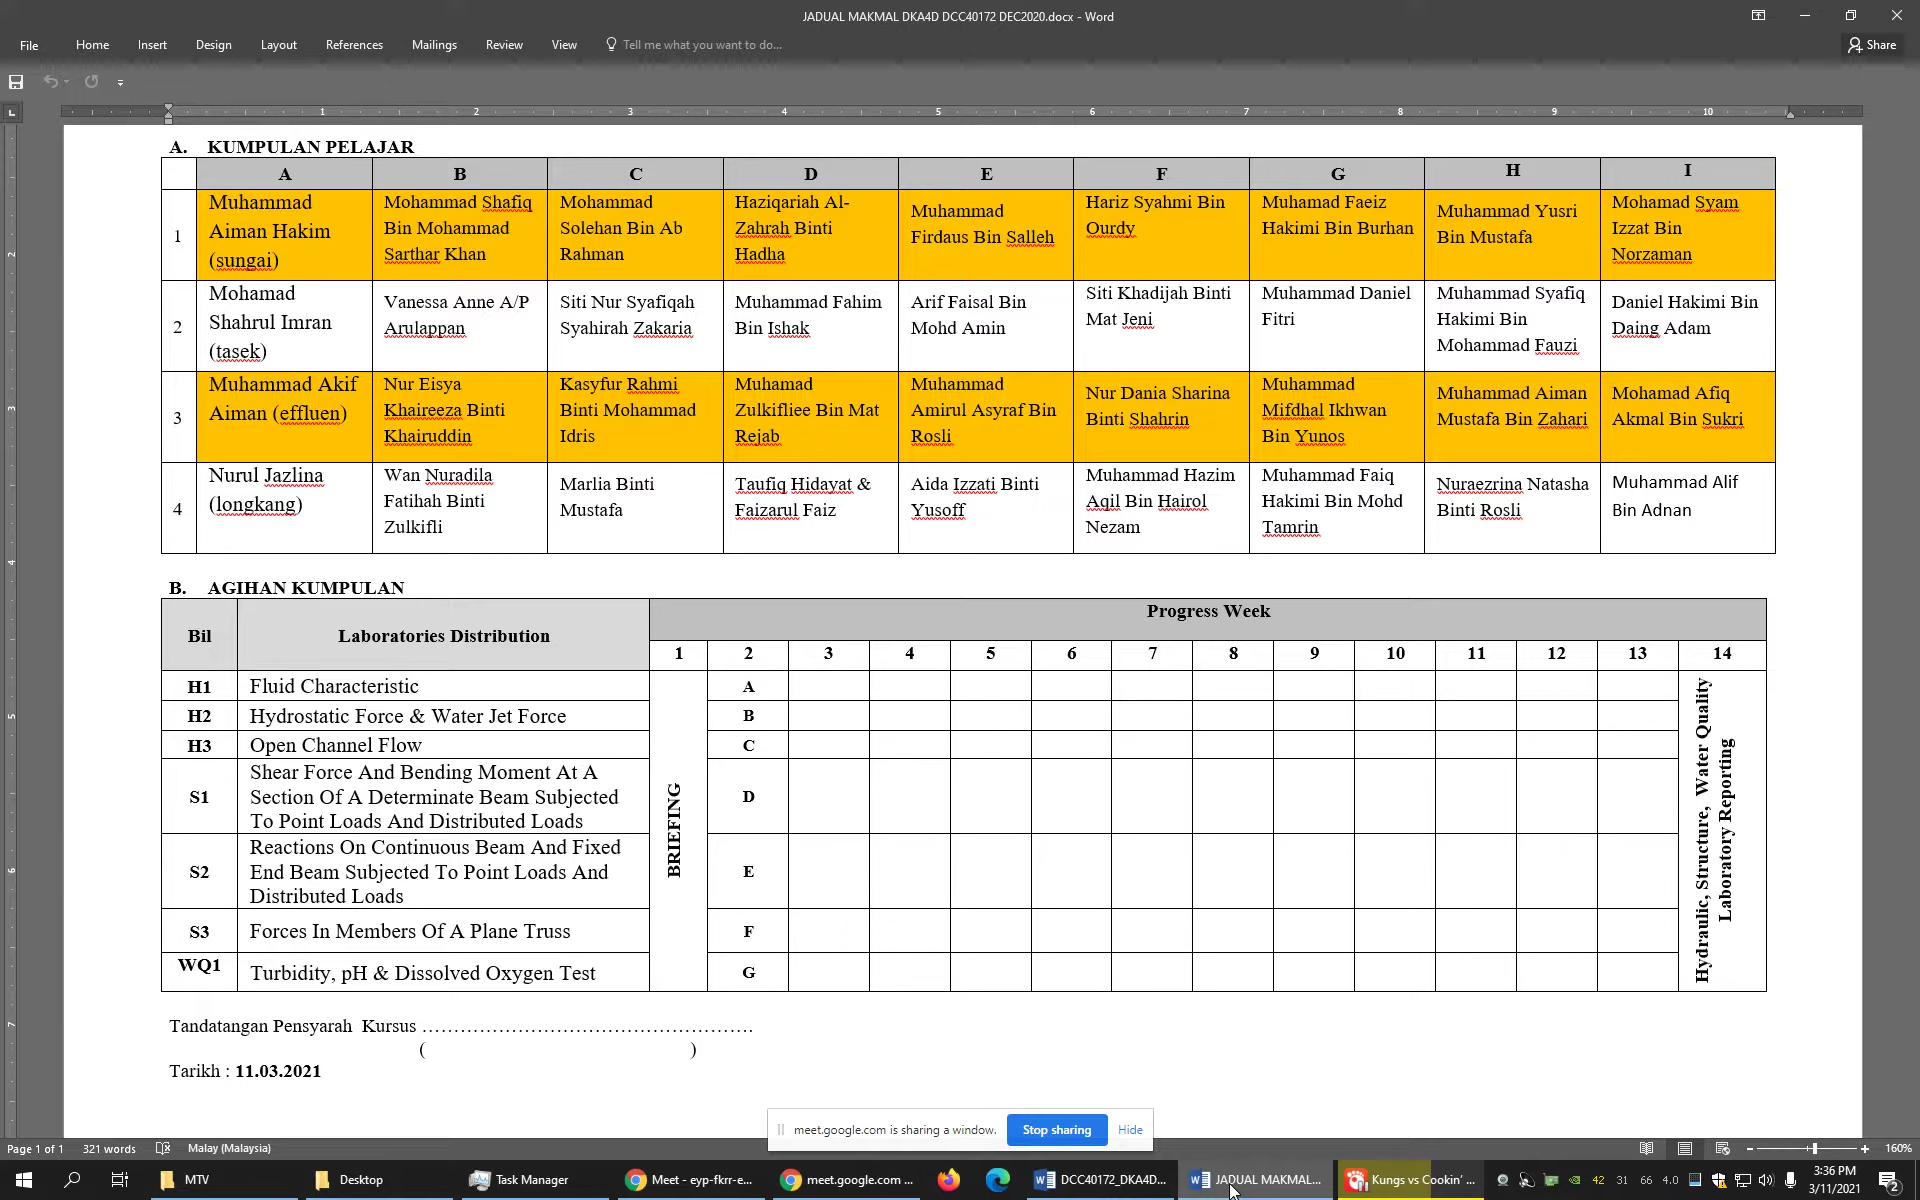 JADUAL MAKMAL DKA4D DCC40172 DEC2020.docx - Word
File Home Insert Design Layout References Mailings Review View Tell me what you want to do... Share
1 2 3 4 5 6 7 8 9 10
A. KUMPULAN PELAJAR
A B C D E F G H I
1
Muhammad
Aiman Hakim
(sungai)
Mohammad Shafiq
Bin Mohammad
Sarthar Khan
Mohammad
Solehan Bin Ab
Rahman
Haziqariah Al-
Zahrah Binti
Hadha
Muhammad
Firdaus Bin Salleh
Hariz Syahmi Bin
Ourdy
Muhamad Faeiz
Hakimi Bin Burhan
Muhammad Yusri
Bin Mustafa
Mohamad Syam
Izzat Bin
Norzaman
2
Mohamad
Shahrul Imran
(tasek)
Vanessa Anne A/P
Arulappan
Siti Nur Syafiqah
Syahirah Zakaria
Muhammad Fahim
Bin Ishak
Arif Faisal Bin
Mohd Amin
Siti Khadijah Binti
Mat Jeni
Muhammad Daniel
Fitri
Muhammad Syafiq
Hakimi Bin
Mohammad Fauzi
Daniel Hakimi Bin
Daing Adam
3
Muhammad Akif
Aiman (effluen)
Nur Eisya
Khaireeza Binti
Khairuddin
Kasyfur Rahmi
Binti Mohammad
Idris
Muhamad
Zulkifliee Bin Mat
Rejab
Muhammad
Amirul Asyraf Bin
Rosli
Nur Dania Sharina
Binti Shahrin
Muhammad
Mifdhal Ikhwan
Bin Yunos
Muhammad Aiman
Mustafa Bin Zahari
Mohamad Afiq
Akmal Bin Sukri
4
Nurul Jazlina
(longkang)
Wan Nuradila
Fatihah Binti
Zulkifli
Marlia Binti
Mustafa
Taufiq Hidayat &
Faizarul Faiz
Aida Izzati Binti
Yusoff
Muhammad Hazim
Aqil Bin Hairol
Nezam
Muhammad Faiq
Hakimi Bin Mohd
Tamrin
Nuraezrina Natasha
Binti Rosli
Muhammad Alif
Bin Adnan
B. AGIHAN KUMPULAN
Bil Laboratories Distribution Progress Week
1 2 3 4 5 6 7 8 9 10 11 12 13 14
H1 Fluid Characteristic A
H2 Hydrostatic Force & Water Jet Force B
H3 Open Channel Flow C
S1
Shear Force And Bending Moment At A
Section Of A Determinate Beam Subjected
To Point Loads And Distributed Loads
D
S2
Reactions On Continuous Beam And Fixed
End Beam Subjected To Point Loads And
Distributed Loads
E
S3 Forces In Members Of A Plane Truss F
WQ1 Turbidity, pH & Dissolved Oxygen Test G
BRIEFING
Hydraulic, Structure, Water Quality
Laboratory Reporting
Tandatangan Pensyarah Kursus ……………………………………………….
( )
Tarikh : 11.03.2021
meet.google.com is sharing a window. Stop sharing Hide
Page 1 of 1 321 words Malay (Malaysia) 160%
MTV Desktop Task Manager Meet - eyp-fkrr-e... meet.google.com ... DCC40172_DKA4D... JADUAL MAKMAL... Kungs vs Cookin' ... 42 31 66 4.0 3:36 PM
3/11/2021 2